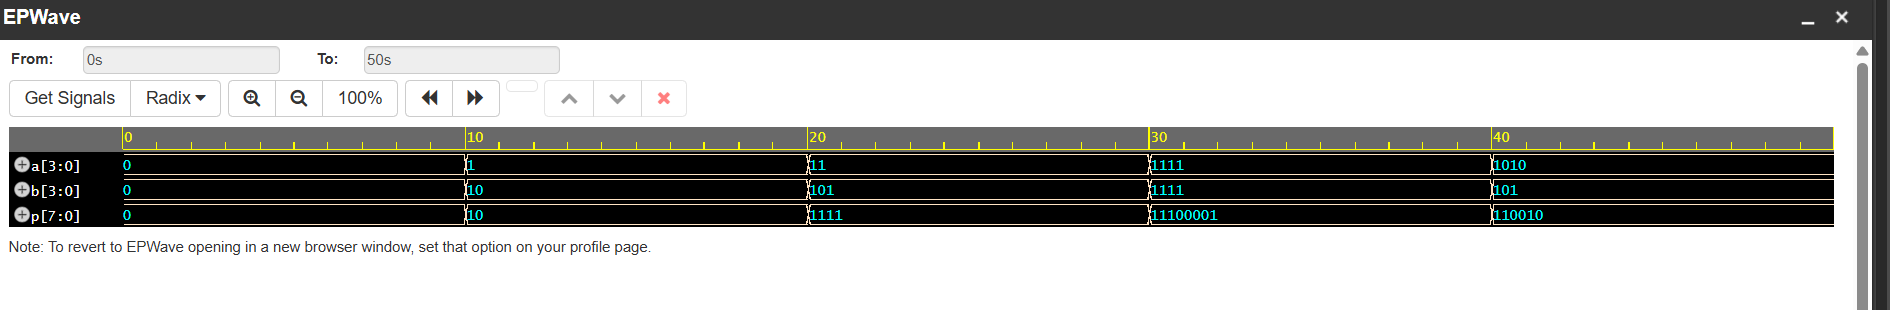 EPWave
From: 0s To: 50s
Get Signals Radix 100%
0 10 20 30 40
a[3:0] 0 1 11 1111 1010
b[3:0] 0 10 101 1111 101
p[7:0] 0 10 1111 11100001 110010
Note: To revert to EPWave opening in a new browser window, set that option on your profile page.